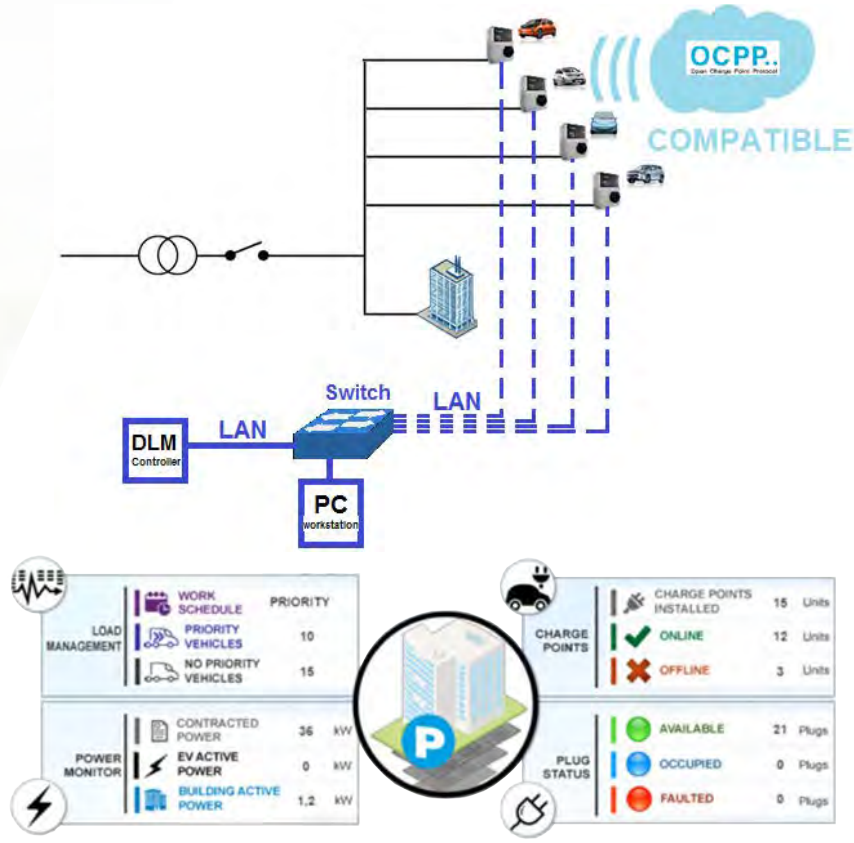 OCPP..
Open Charge Point Protocol
COMPATIBLE
Switch
LAN
LAN
DLM
Controller
PC
workstation
LOAD
MANAGEMENT
WORK
SCHEDULE
PRIORITY
PRIORITY
VEHICLES
10
NO PRIORITY
VEHICLES
15
CHARGE
POINTS
CHARGE POINTS
INSTALLED
15 Units
ONLINE
12 Units
OFFLINE
3 Units
POWER
MONITOR
CONTRACTED
POWER
36 kW
EV ACTIVE
POWER
0 kW
BUILDING ACTIVE
POWER
1,2 kW
P
PLUG
STATUS
AVAILABLE
21 Plugs
OCCUPIED
0 Plugs
FAULTED
0 Plugs